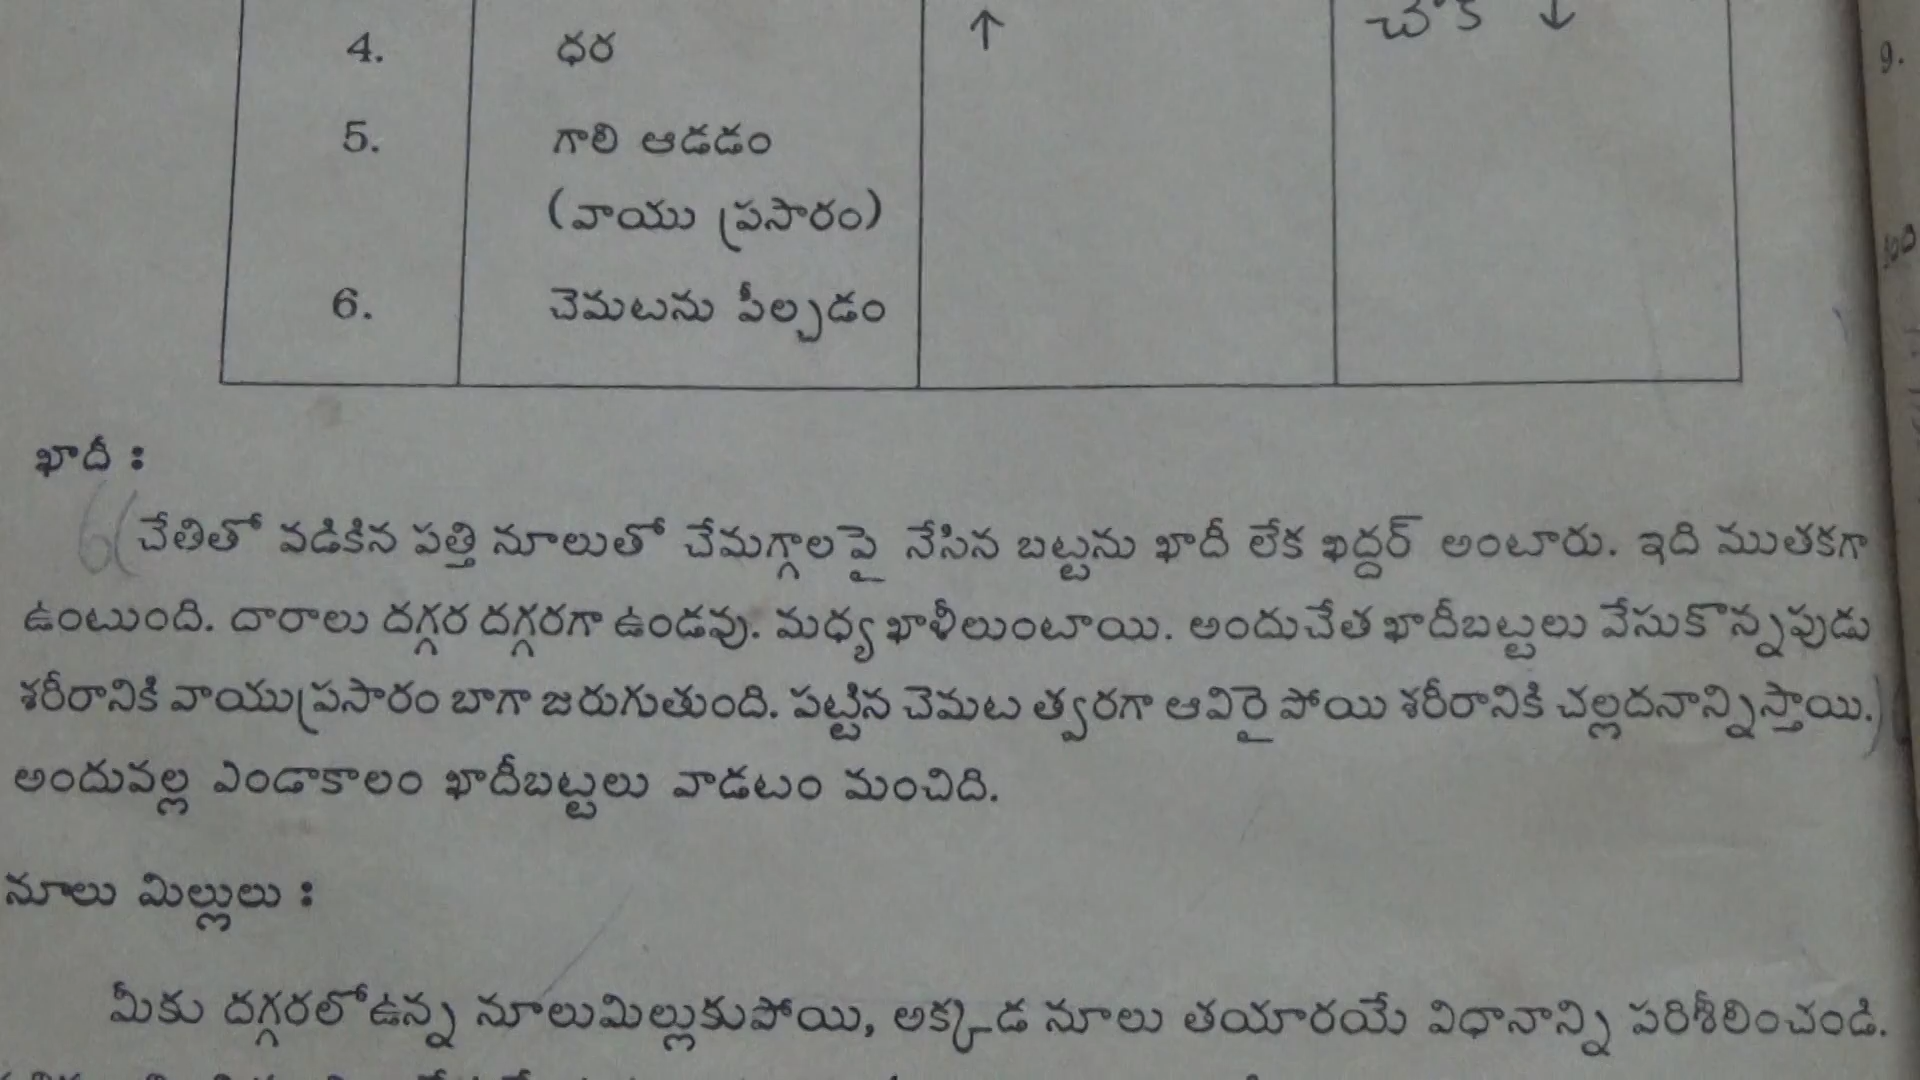 4. ధర ↑ చౌక ↓
5. గాలి ఆడడం
(వాయు ప్రసారం)
6. చెమటను పీల్చడం
ఖాదీ :
చేతితో వడికిన పత్తి నూలుతో చేమగ్గాలపై నేసిన బట్టను ఖాదీ లేక ఖద్దర్ అంటారు. ఇది ముతకగా
ఉంటుంది. దారాలు దగ్గర దగ్గరగా ఉండవు. మధ్య ఖాళీలుంటాయి. అందుచేత ఖాదీబట్టలు వేసుకొన్నపుడు
శరీరానికి వాయుప్రసారం బాగా జరుగుతుంది. పట్టిన చెమట త్వరగా ఆవిరై పోయి శరీరానికి చల్లదనాన్నిస్తాయి.)
అందువల్ల ఎండాకాలం ఖాదీబట్టలు వాడటం మంచిది.
నూలు మిల్లులు :
మీకు దగ్గరలోఉన్న నూలుమిల్లుకుపోయి, అక్కడ నూలు తయారయే విధానాన్ని పరిశీలించండి.
9.